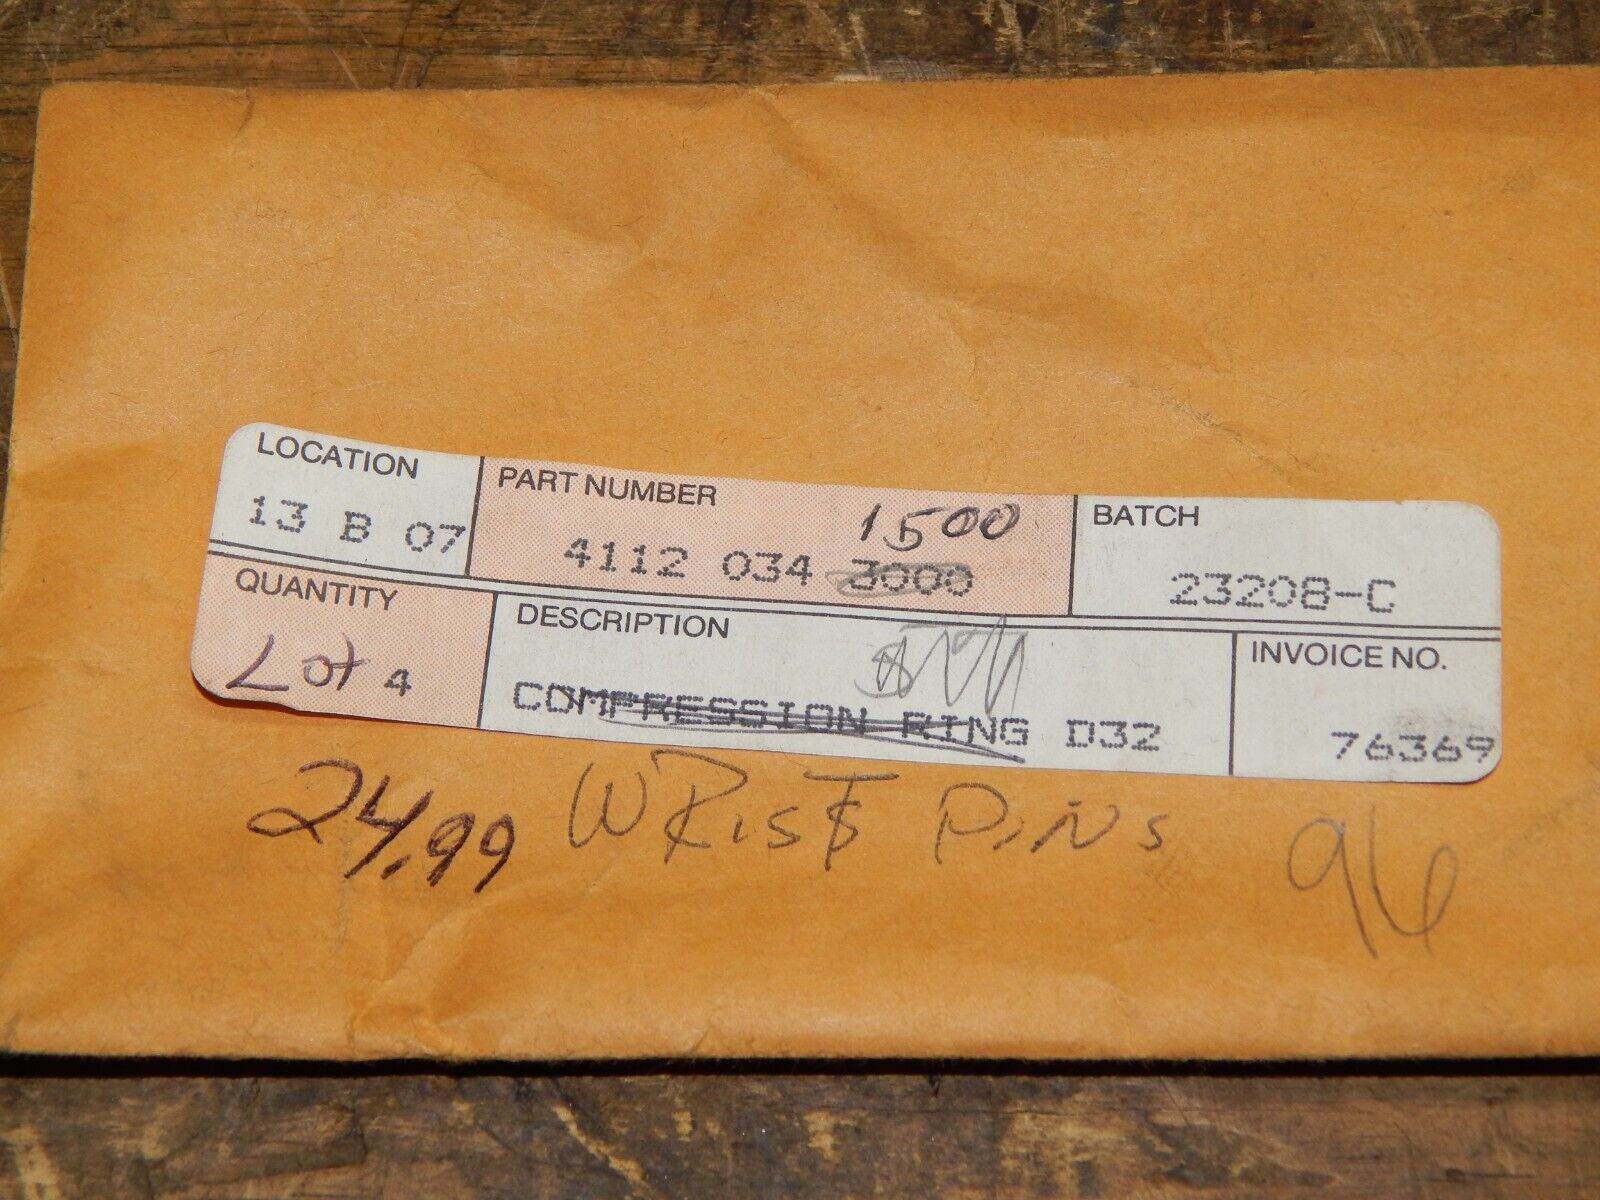 LOCATION PART NUMBER BATCH
1500
13 B 07 4112 034 3000 23208-C
QUANTITY DESCRIPTION INVOICE NO.
Lot 4 COMPRESSION RING D32 76369
24.99 WRIST PINS 96